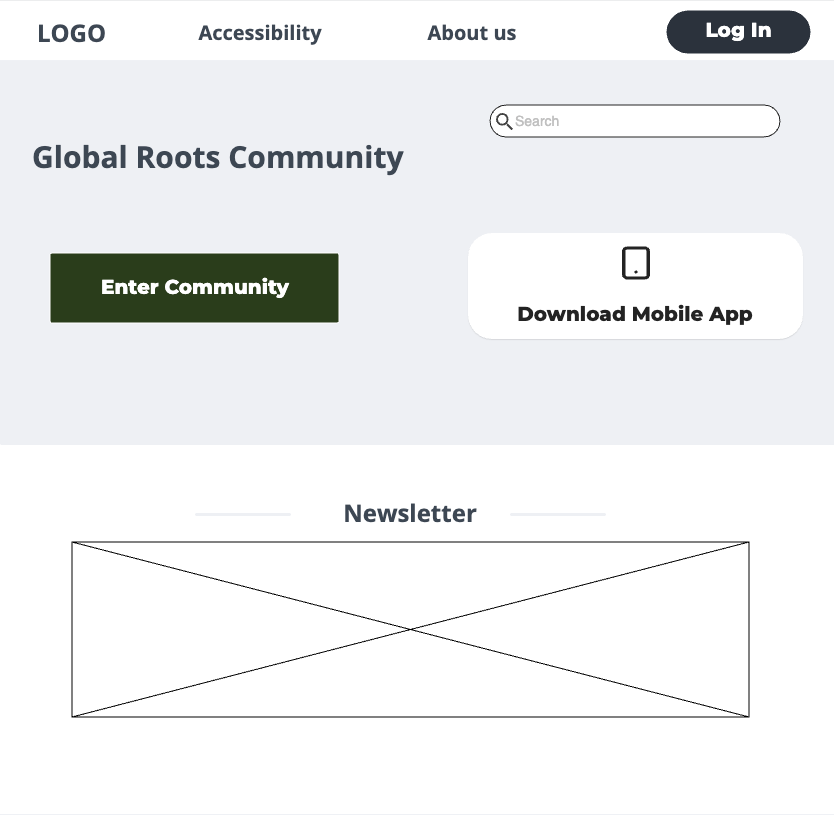 LOGO
Accessibility
About us
Log In
Search
Global Roots Community
Enter Community
Download Mobile App
Newsletter